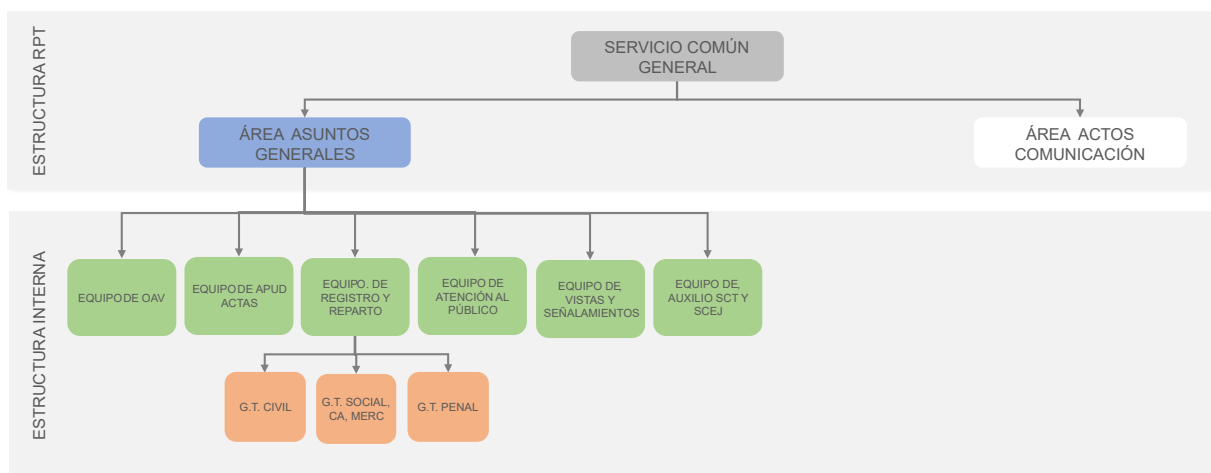 ESTRUCTURA RPT
SERVICIO COMÚN
GENERAL
ÁREA ASUNTOS
GENERALES
ÁREA ACTOS
COMUNICACIÓN
ESTRUCTURA INTERNA
EQUIPO DE OAV
EQUIPO DE APUD
ACTAS
EQUIPO. DE
REGISTRO Y
REPARTO
EQUIPO DE
ATENCIÓN AL
PÚBLICO
EQUIPO DE,
VISTAS Y
SEÑALAMIENTOS
EQUIPO DE,
AUXILIO SCT Y
SCEJ
G.T. CIVIL
G.T. SOCIAL,
CA, MERC
G.T. PENAL